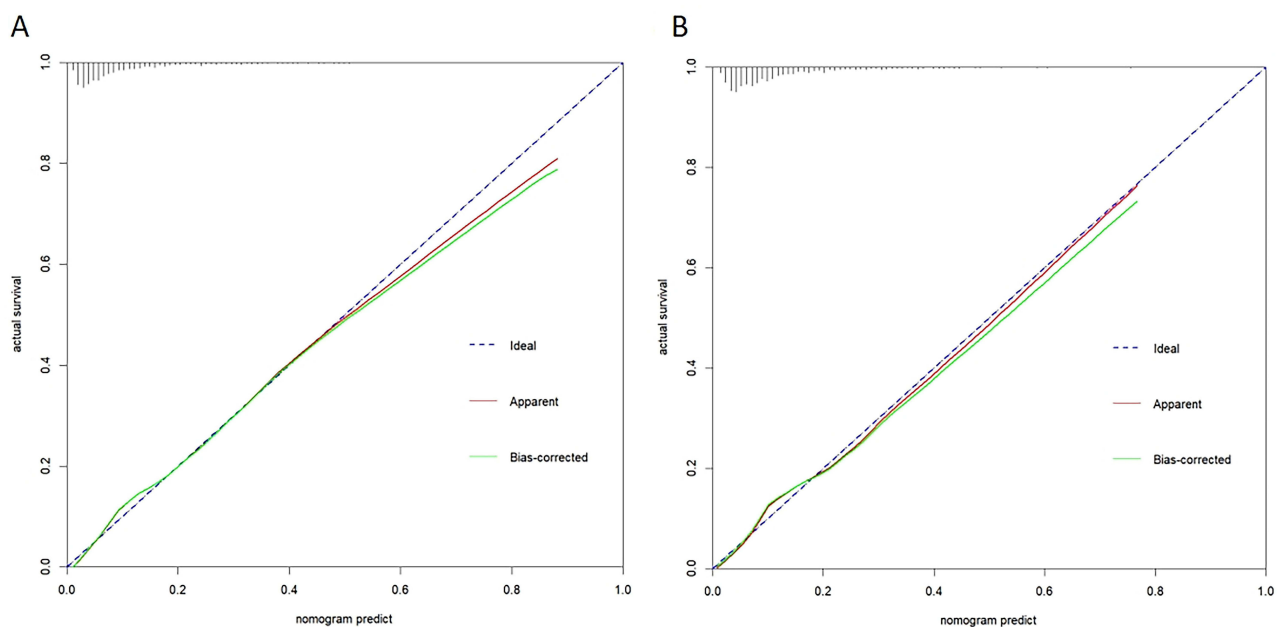 A
1.0
0.8
0.6
0.4
0.2
0.0
actual survival
Ideal
Apparent
Bias-corrected
0.0 0.2 0.4 0.6 0.8 1.0
nomogram predict
B
1.0
0.8
0.6
0.4
0.2
0.0
actual survival
Ideal
Apparent
Bias-corrected
0.0 0.2 0.4 0.6 0.8 1.0
nomogram predict